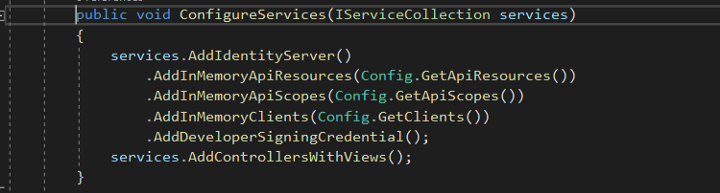 public void ConfigureServices(IServiceCollection services)
{
services.AddIdentityServer()
.AddInMemoryApiResources(Config.GetApiResources())
.AddInMemoryApiScopes(Config.GetApiScopes())
.AddInMemoryClients(Config.GetClients())
.AddDeveloperSigningCredential();
services.AddControllersWithViews();
}